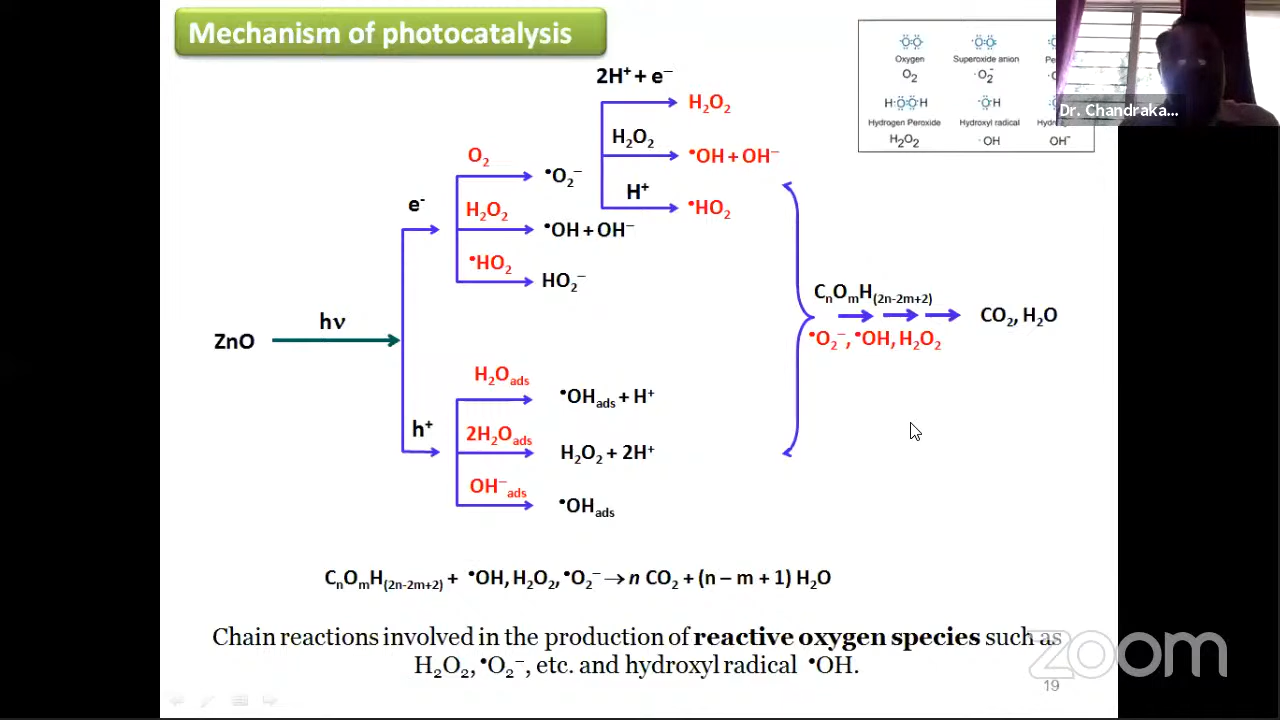 Mechanism of photocatalysis
2H⁺ + e⁻
H₂O₂
H₂O₂
•OH + OH⁻
H⁺
•HO₂
O₂
•O₂⁻
e⁻
H₂O₂
•OH + OH⁻
•HO₂
HO₂⁻
ZnO
hν
h⁺
H₂Oads
•OHads + H⁺
2H₂Oads
H₂O₂ + 2H⁺
OH⁻ads
•OHads
CnOmH(2n-2m+2)
•O₂⁻, •OH, H₂O₂
CO₂, H₂O
Oxygen
Superoxide anion
O₂
·O₂⁻
H:O:O:H
·O:H
Hydrogen Peroxide
Hydroxyl radical
H₂O₂
·OH
OH⁻
Dr. Chandraka...
CnOmH(2n-2m+2) + •OH, H₂O₂, •O₂⁻ → n CO₂ + (n – m + 1) H₂O
Chain reactions involved in the production of reactive oxygen species such as
H₂O₂, •O₂⁻, etc. and hydroxyl radical •OH.
zoom
19